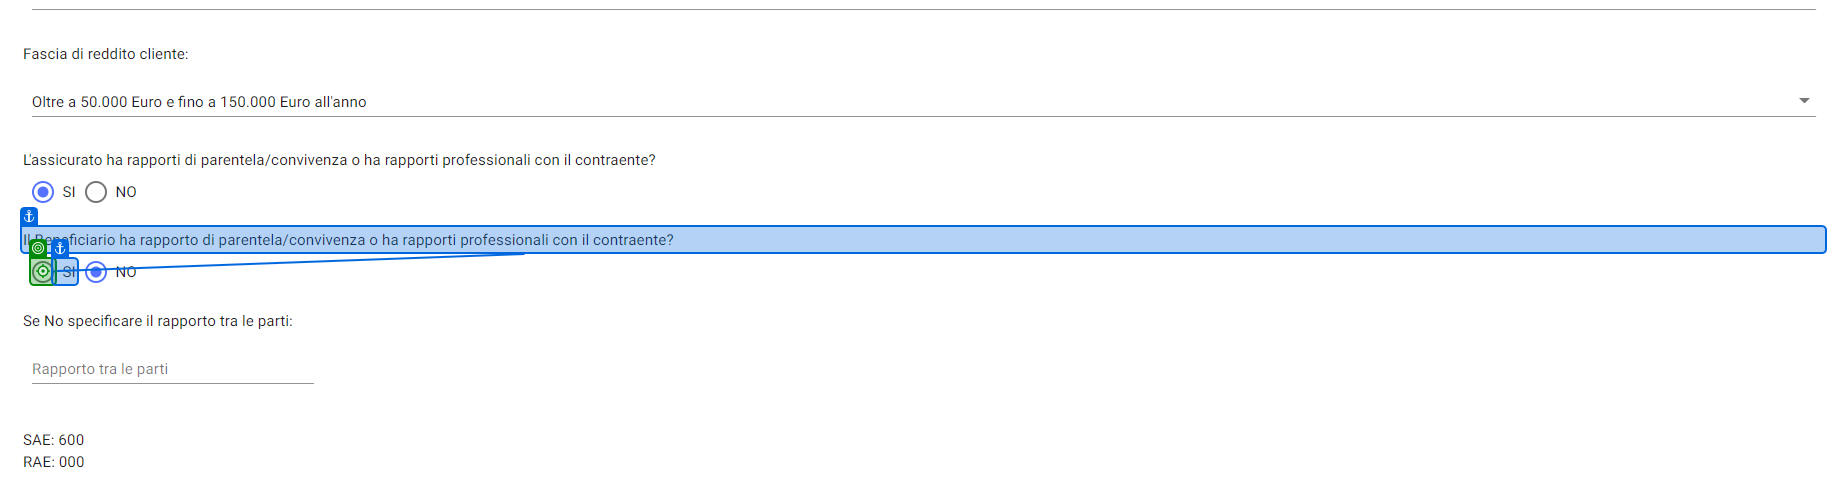 Fascia di reddito cliente:
Oltre a 50.000 Euro e fino a 150.000 Euro all'anno
L'assicurato ha rapporti di parentela/convivenza o ha rapporti professionali con il contraente?
SI NO
Il Beneficiario ha rapporto di parentela/convivenza o ha rapporti professionali con il contraente?
SI NO
Se No specificare il rapporto tra le parti:
Rapporto tra le parti
SAE: 600
RAE: 000